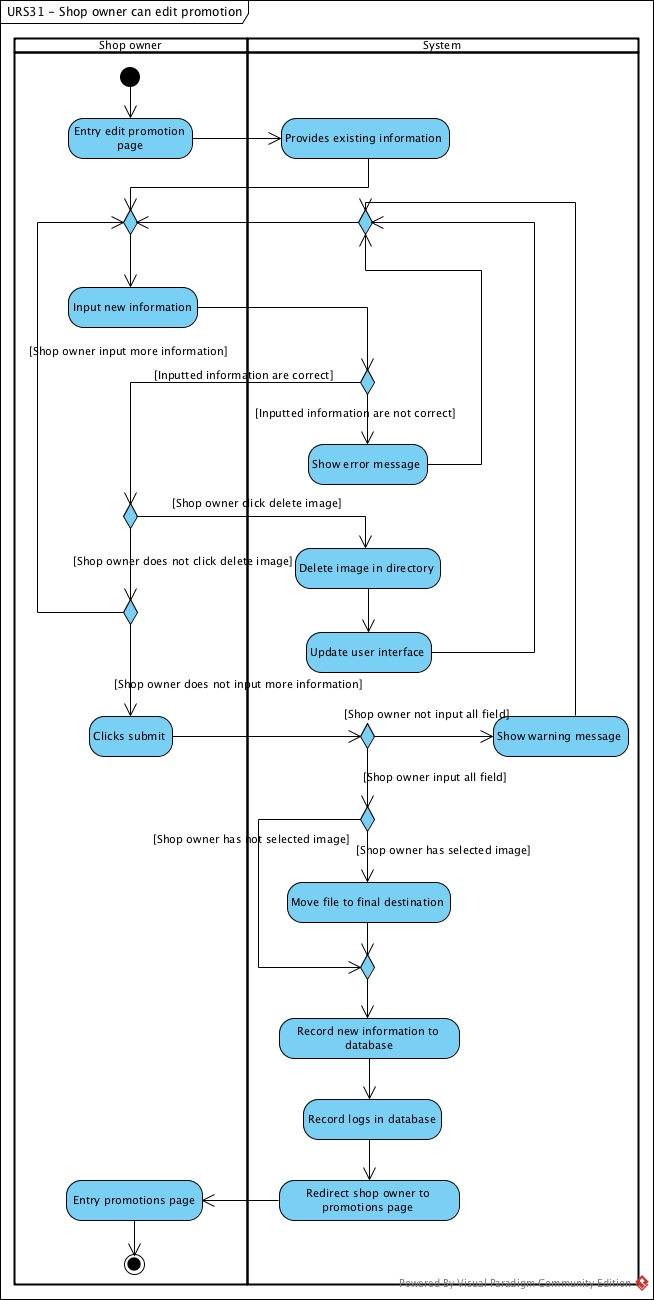 URS31 - Shop owner can edit promotion
Shop owner
System
Entry edit promotion
page
Provides existing information
Input new information
[Shop owner input more information]
[Inputted information are correct]
[Inputted information are not correct]
Show error message
[Shop owner click delete image]
[Shop owner does not click delete image]
Delete image in directory
Update user interface
[Shop owner does not input more information]
[Shop owner not input all field]
Clicks submit
Show warning message
[Shop owner input all field]
[Shop owner has not selected image]
[Shop owner has selected image]
Move file to final destination
Record new information to
database
Record logs in database
Redirect shop owner to
promotions page
Entry promotions page
Powered By Visual Paradigm Community Edition